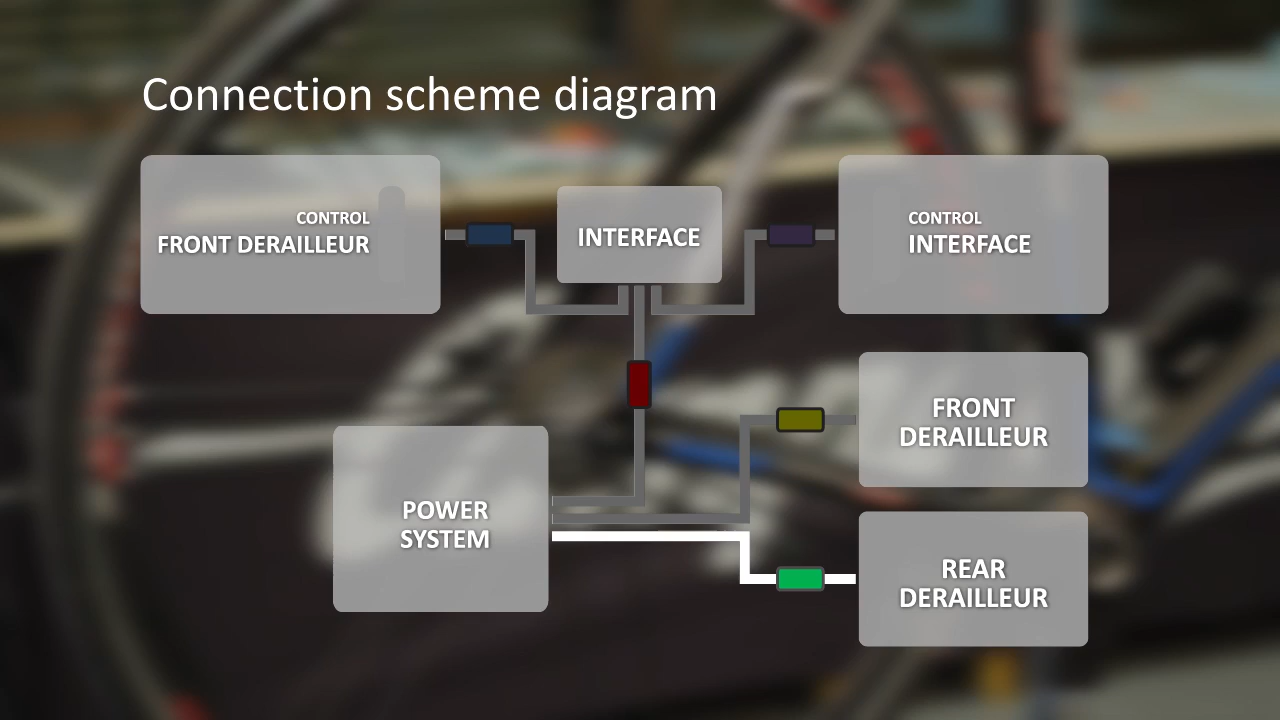 Connection scheme diagram
CONTROL
FRONT DERAILLEUR
INTERFACE
CONTROL
INTERFACE
FRONT
DERAILLEUR
POWER
SYSTEM
REAR
DERAILLEUR